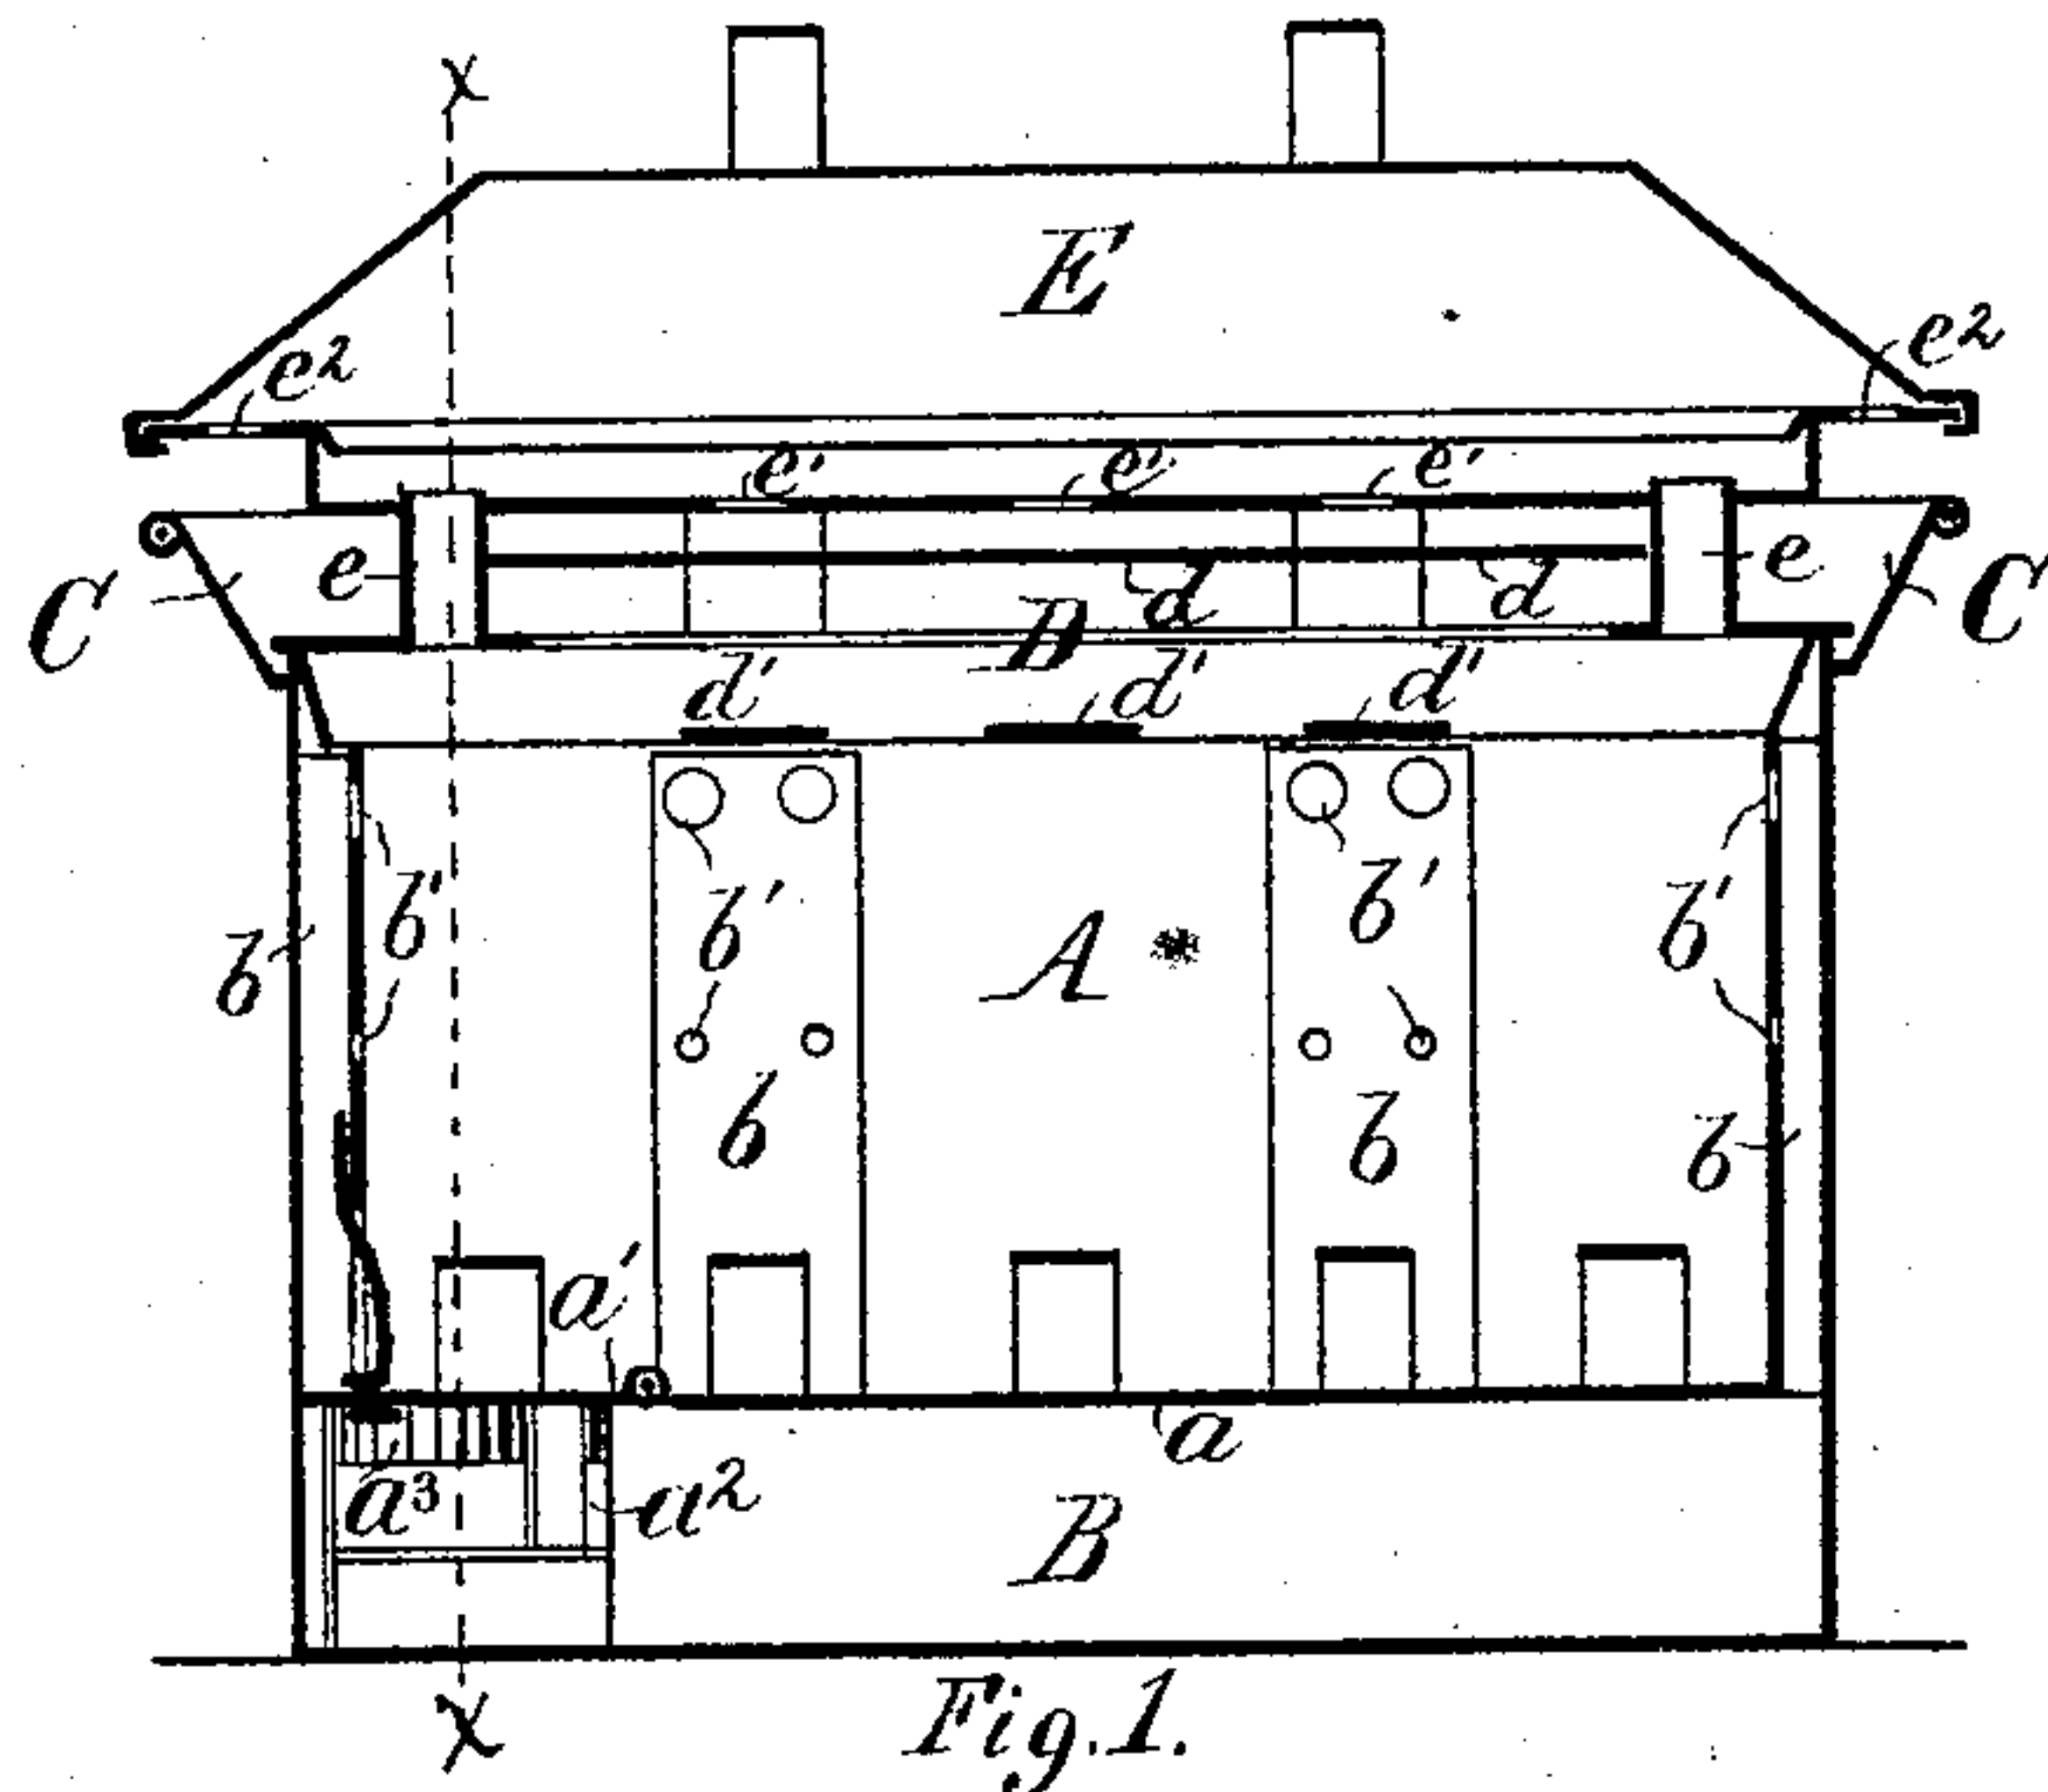 x
E
e² e²
e' e' e'
C e d d e C
B
d' d' d'
b b' b' A b' b'
b b b
a'
a
a³ a² B
x
Fig.1.